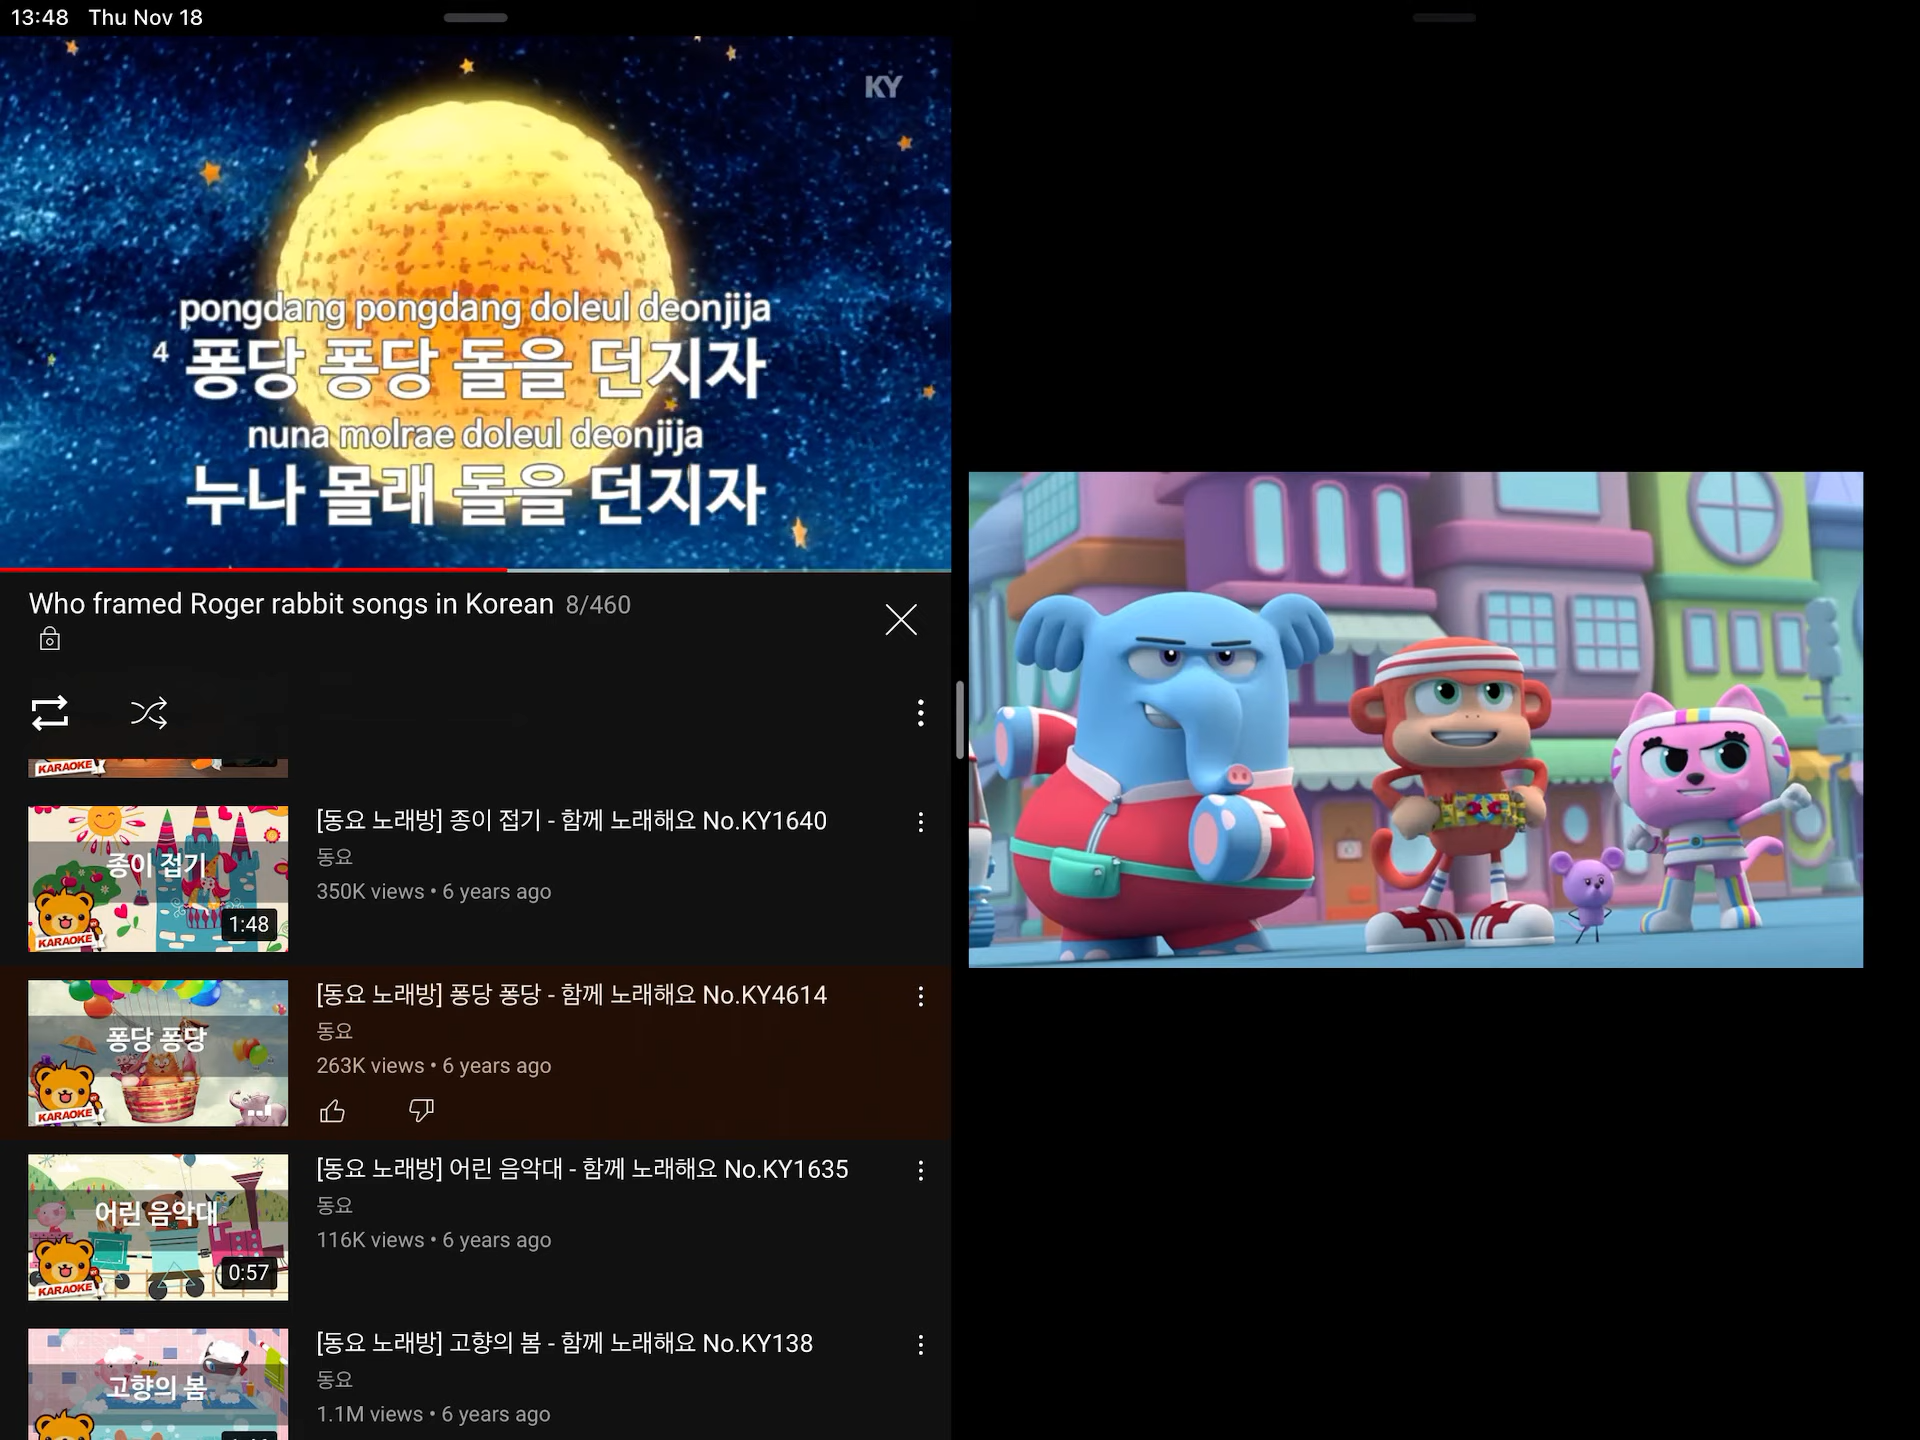 13:48 Thu Nov 18
KY
pongdang pongdang doleul deonjija
4 퐁당 퐁당 돌을 던지자
nuna molrae doleul deonjija
누나 몰래 돌을 던지자
Who framed Roger rabbit songs in Korean 8/460
KARAOKE
종이 접기
KARAOKE
1:48
[동요 노래방] 종이 접기 - 함께 노래해요 No.KY1640
동요
350K views • 6 years ago
퐁당 퐁당
KARAOKE
[동요 노래방] 퐁당 퐁당 - 함께 노래해요 No.KY4614
동요
263K views • 6 years ago
어린 음악대
KARAOKE
0:57
[동요 노래방] 어린 음악대 - 함께 노래해요 No.KY1635
동요
116K views • 6 years ago
고향의 봄
[동요 노래방] 고향의 봄 - 함께 노래해요 No.KY138
동요
1.1M views • 6 years ago